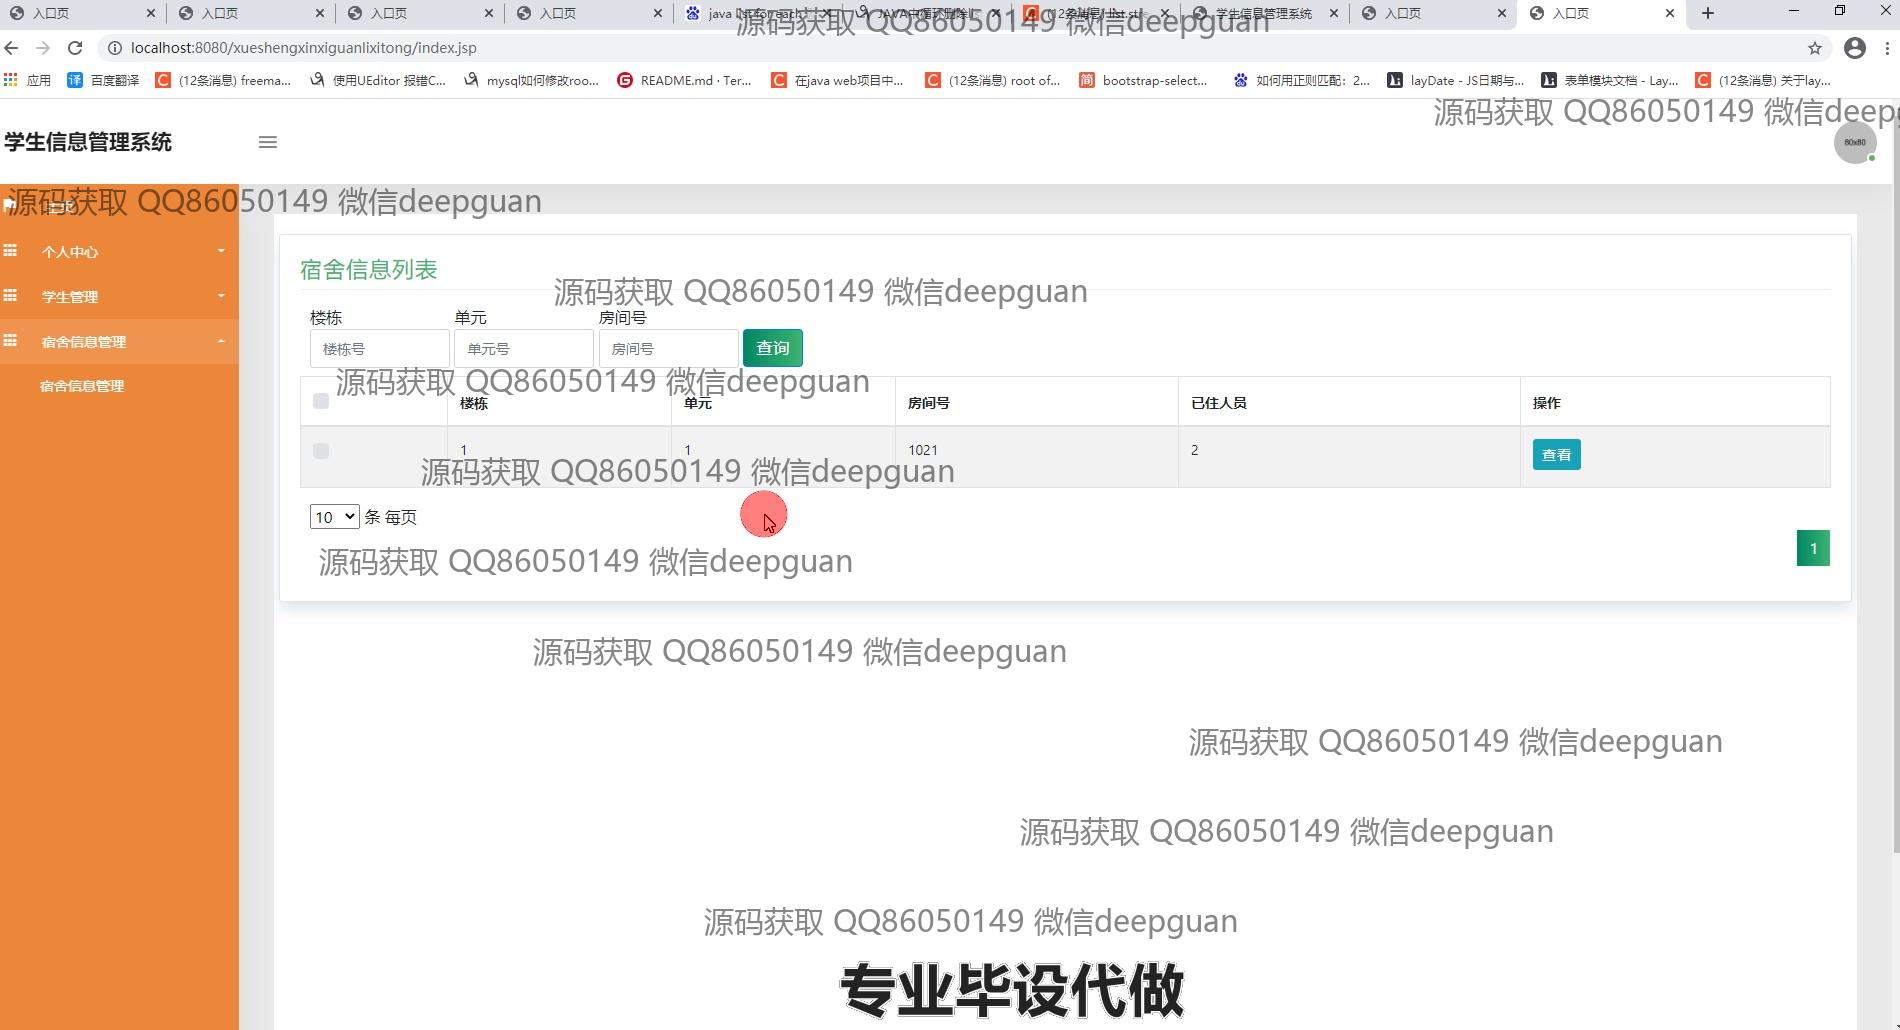 入口页
入口页
入口页
入口页
java list foreach
JAVA中循环删除
(12条消息) list.str
学生信息管理系统
入口页
入口页
源码获取 QQ86050149 微信deepguan
localhost:8080/xueshengxinxiguanlixitong/index.jsp
应用
百度翻译
(12条消息) freema...
使用UEditor 报错C...
mysql如何修改roo...
README.md · Ter...
在java web项目中...
(12条消息) root of...
bootstrap-select...
如何用正则匹配：2...
layDate - JS日期与...
表单模块文档 - Lay...
(12条消息) 关于lay...
源码获取 QQ86050149 微信deepg
学生信息管理系统
80x80
源码获取 QQ86050149 微信deepguan
主页
个人中心
学生管理
宿舍信息管理
宿舍信息管理
宿舍信息列表
源码获取 QQ86050149 微信deepguan
楼栋 单元 房间号
楼栋号 单元号 房间号 查询
源码获取 QQ86050149 微信deepguan
楼栋 单元 房间号 已住人员 操作
1 1 1021 2 查看
源码获取 QQ86050149 微信deepguan
10 条 每页
1
源码获取 QQ86050149 微信deepguan
源码获取 QQ86050149 微信deepguan
源码获取 QQ86050149 微信deepguan
源码获取 QQ86050149 微信deepguan
源码获取 QQ86050149 微信deepguan
专业毕设代做